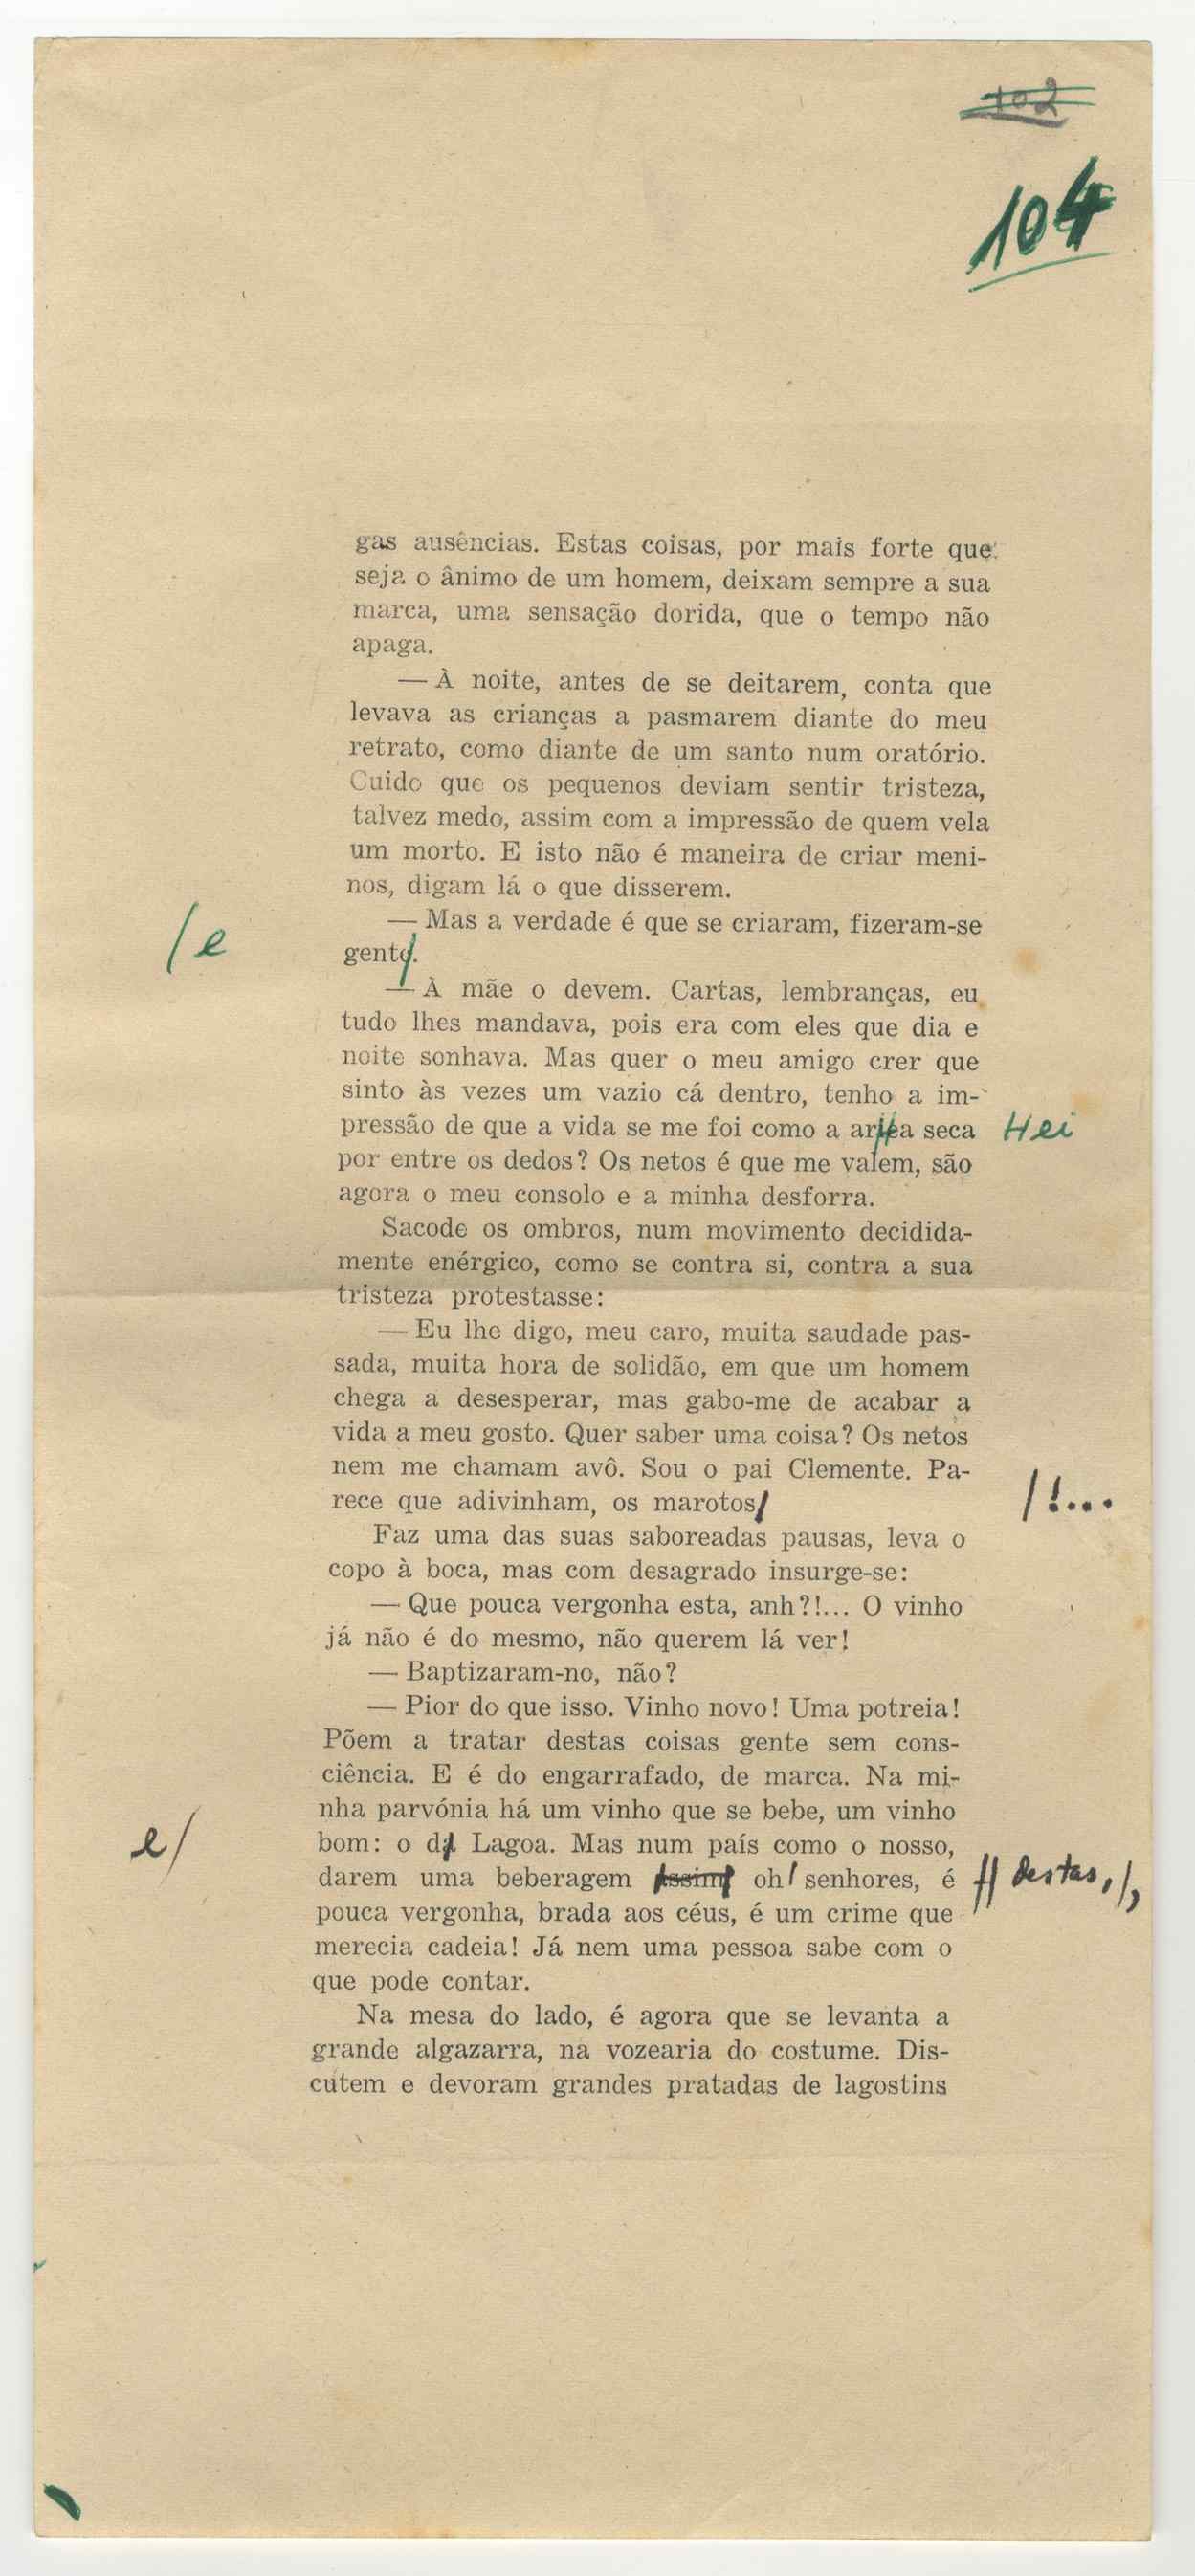 102
104
gas ausências. Estas coisas, por mais forte que
seja o ânimo de um homem, deixam sempre a sua
marca, uma sensação dorida, que o tempo não
apaga.
— À noite, antes de se deitarem, conta que
levava as crianças a pasmarem diante do meu
retrato, como diante de um santo num oratório.
Cuido que os pequenos deviam sentir tristeza,
talvez medo, assim com a impressão de quem vela
um morto. E isto não é maneira de criar meni-
nos, digam lá o que disserem.
— Mas a verdade é que se criaram, fizeram-se
/e
gento.
— À mãe o devem. Cartas, lembranças, eu
tudo lhes mandava, pois era com eles que dia e
noite sonhava. Mas quer o meu amigo crer que
sinto às vezes um vazio cá dentro, tenho a im-
pressão de que a vida se me foi como a a seca
H ei
por entre os dedos? Os netos é que me valem, são
agora o meu consolo e a minha desforra.
Sacode os ombros, num movimento decidida-
mente enérgico, como se contra si, contra a sua
tristeza protestasse:
— Eu lhe digo, meu caro, muita saudade pas-
sada, muita hora de solidão, em que um homem
chega a desesperar, mas gabo-me de acabar a
vida a meu gosto. Quer saber uma coisa? Os netos
nem me chamam avô. Sou o pai Clemente. Pa-
rece que adivinham, os marotos/
/!...
Faz uma das suas saboreadas pausas, leva o
copo à boca, mas com desagrado insurge-se:
— Que pouca vergonha esta, anh?!... O vinho
já não é do mesmo, não querem lá ver!
— Baptizaram-no, não?
— Pior do que isso. Vinho novo! Uma potreia!
Põem a tratar destas coisas gente sem cons-
ciência. E é do engarrafado, de marca. Na mi-
nha parvónia há um vinho que se bebe, um vinho
e/
bom: o d/ Lagoa. Mas num país como o nosso,
darem uma beberagem assim, oh/ senhores, é
// destas, /,
pouca vergonha, brada aos céus, é um crime que
merecia cadeia! Já nem uma pessoa sabe com o
que pode contar.
Na mesa do lado, é agora que se levanta a
grande algazarra, na vozearia do costume. Dis-
cutem e devoram grandes pratadas de lagostins